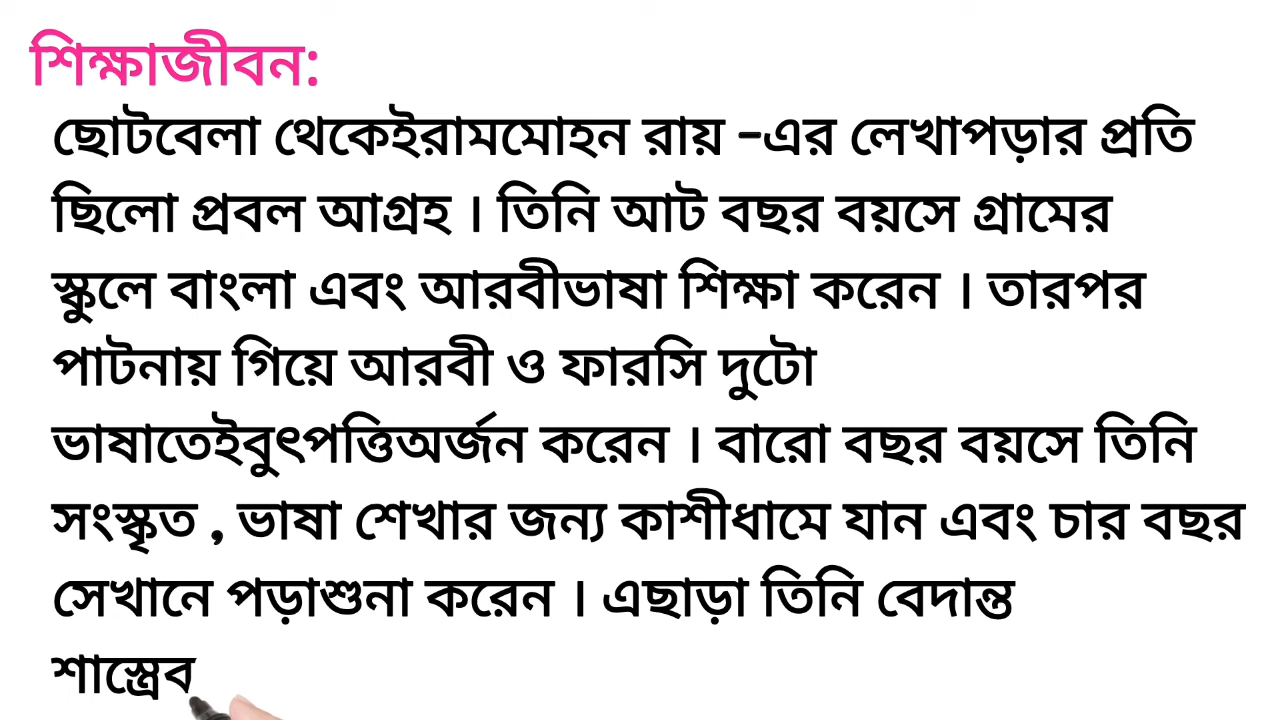 শিক্ষাজীবন:
ছোটবেলা থেকেইরামমোহন রায় -এর লেখাপড়ার প্রতি
ছিলো প্রবল আগ্রহ । তিনি আট বছর বয়সে গ্রামের
স্কুলে বাংলা এবং আরবীভাষা শিক্ষা করেন । তারপর
পাটনায় গিয়ে আরবী ও ফারসি দুটো
ভাষাতেইবুৎপত্তিঅর্জন করেন । বারো বছর বয়সে তিনি
সংস্কৃত , ভাষা শেখার জন্য কাশীধামে যান এবং চার বছর
সেখানে পড়াশুনা করেন । এছাড়া তিনি বেদান্ত
শাস্ত্রেব